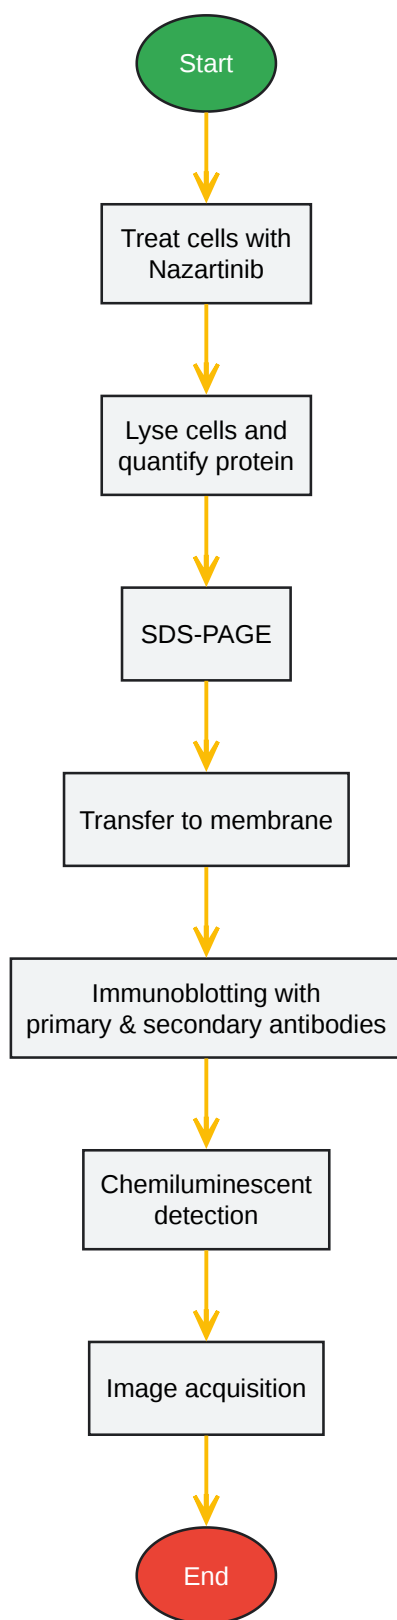 Start
Treat cells with
Nazartinib
Lyse cells and
quantify protein
SDS-PAGE
Transfer to membrane
Immunoblotting with
primary & secondary antibodies
Chemiluminescent
detection
Image acquisition
End